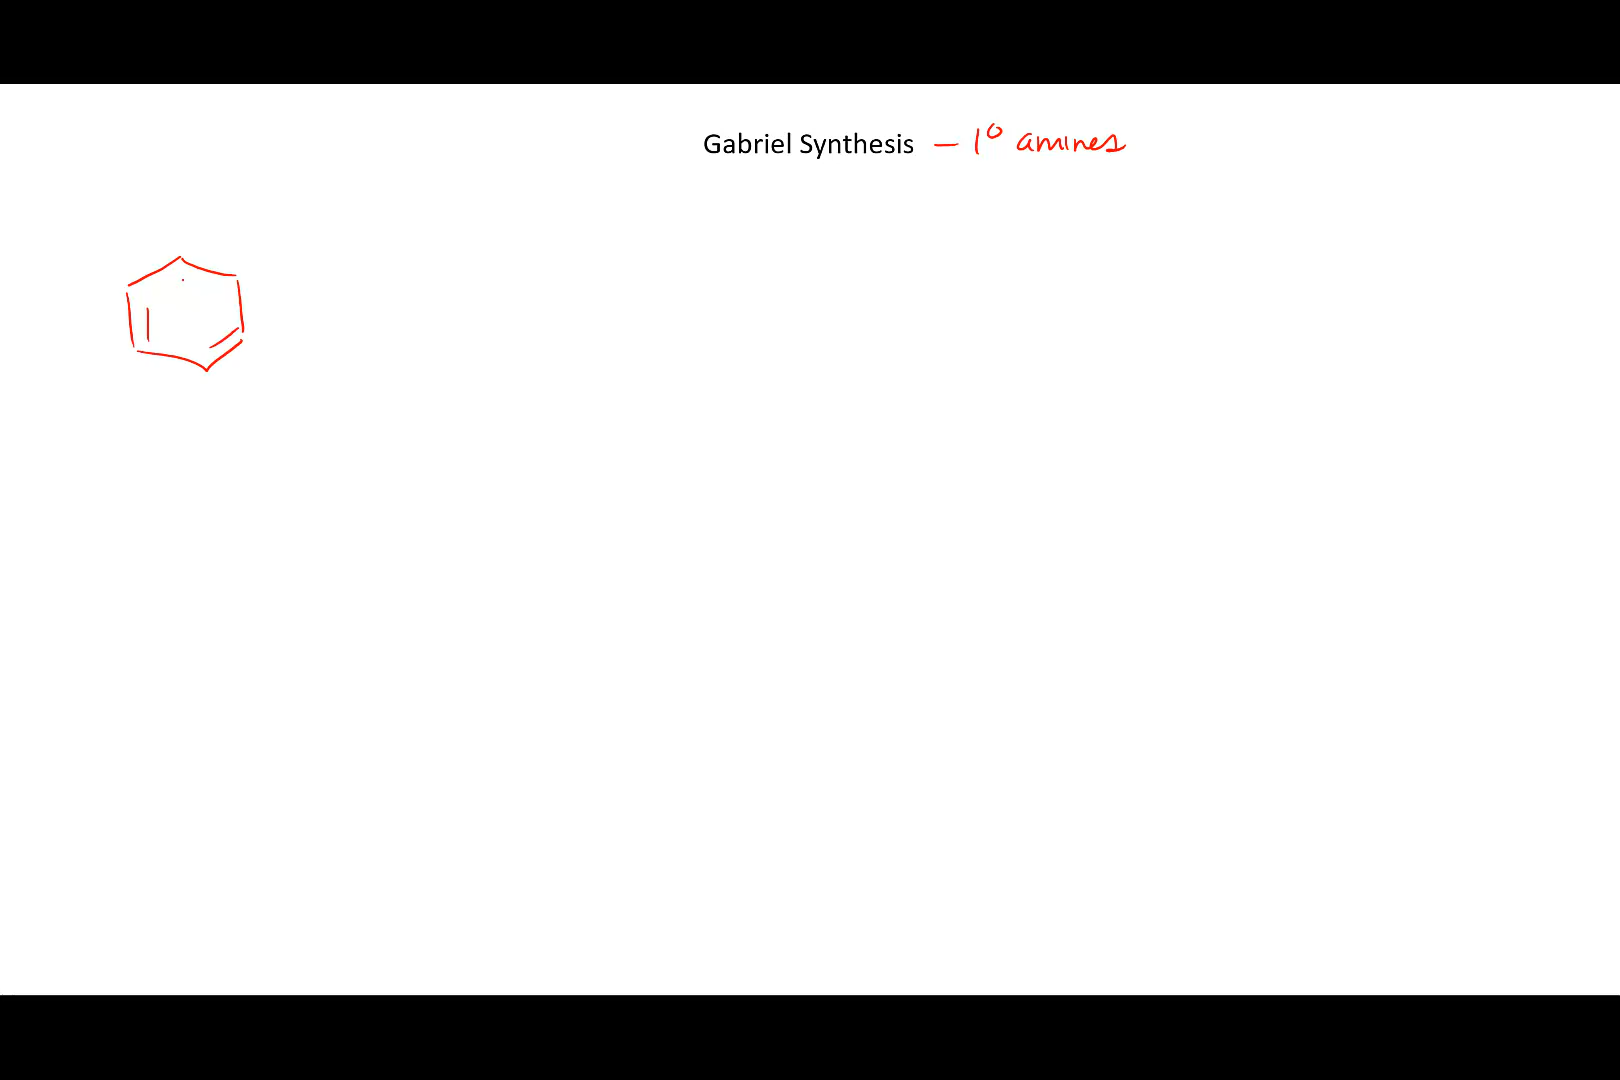 Gabriel Synthesis – 1° amines